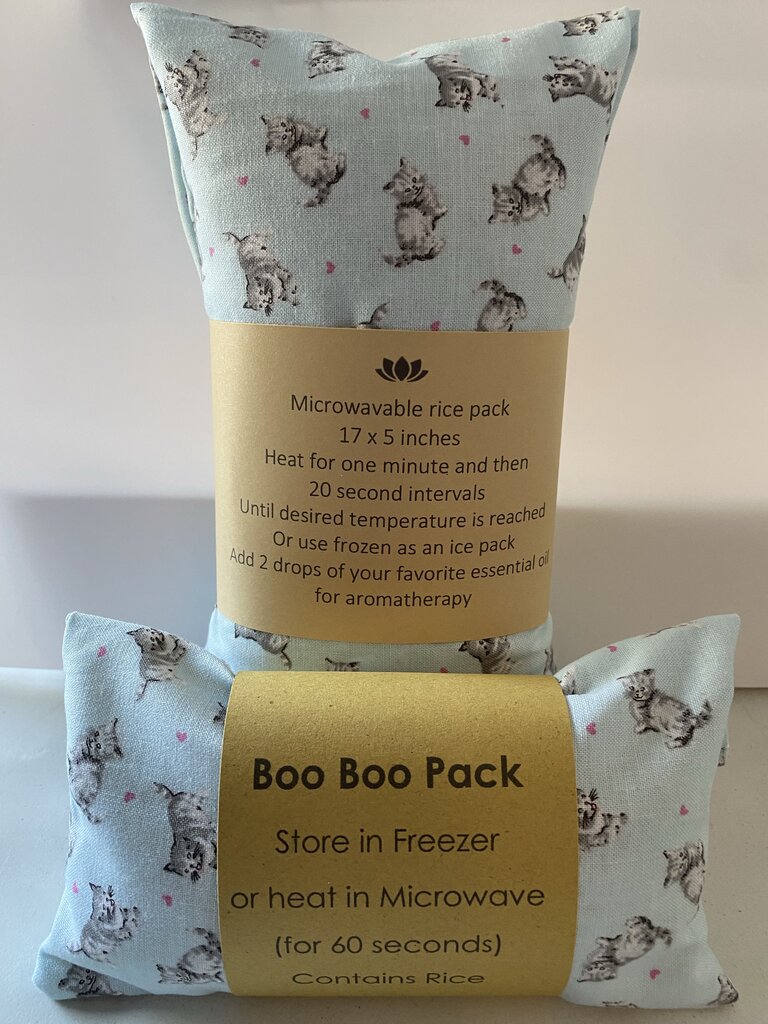 Microwavable rice pack
17 x 5 inches
Heat for one minute and then
20 second intervals
Until desired temperature is reached
Or use frozen as an ice pack
Add 2 drops of your favorite essential oil
for aromatherapy
Boo Boo Pack
Store in Freezer
or heat in Microwave
(for 60 seconds)
Contains Rice